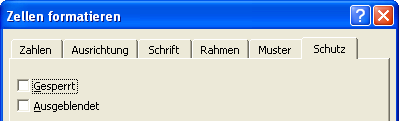 Zellen formatieren
Zahlen Ausrichtung Schrift Rahmen Muster Schutz
Gesperrt
Ausgeblendet